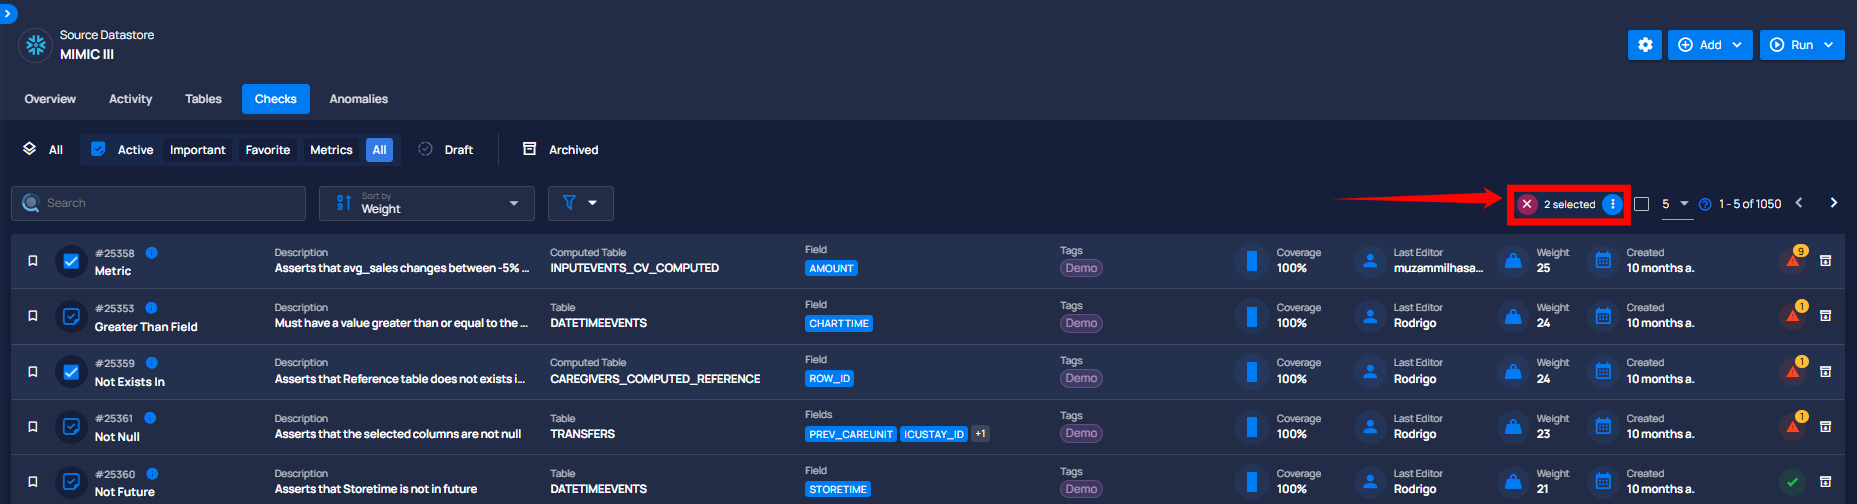 Source Datastore
MIMIC III
Add
Run
Overview Activity Tables Checks Anomalies
All Active Important Favorite Metrics All Draft Archived
Search
Sort by
Weight
2 selected
5
1 - 5 of 1050
#25358
Metric
Description
Asserts that avg_sales changes between -5% ...
Computed Table
INPUTEVENTS_CV_COMPUTED
Field
AMOUNT
Tags
Demo
Coverage
100%
Last Editor
muzammilhasa...
Weight
25
Created
10 months a.
9
#25353
Greater Than Field
Description
Must have a value greater than or equal to the ...
Table
DATETIMEEVENTS
Field
CHARTTIME
Tags
Demo
Coverage
100%
Last Editor
Rodrigo
Weight
24
Created
10 months a.
1
#25359
Not Exists In
Description
Asserts that Reference table does not exists i...
Computed Table
CAREGIVERS_COMPUTED_REFERENCE
Field
ROW_ID
Tags
Demo
Coverage
100%
Last Editor
Rodrigo
Weight
24
Created
10 months a.
1
#25361
Not Null
Description
Asserts that the selected columns are not null
Table
TRANSFERS
Fields
PREV_CAREUNIT ICUSTAY_ID +1
Tags
Demo
Coverage
100%
Last Editor
Rodrigo
Weight
23
Created
10 months a.
1
#25360
Not Future
Description
Asserts that Storetime is not in future
Table
DATETIMEEVENTS
Field
STORETIME
Tags
Demo
Coverage
100%
Last Editor
Rodrigo
Weight
21
Created
10 months a.